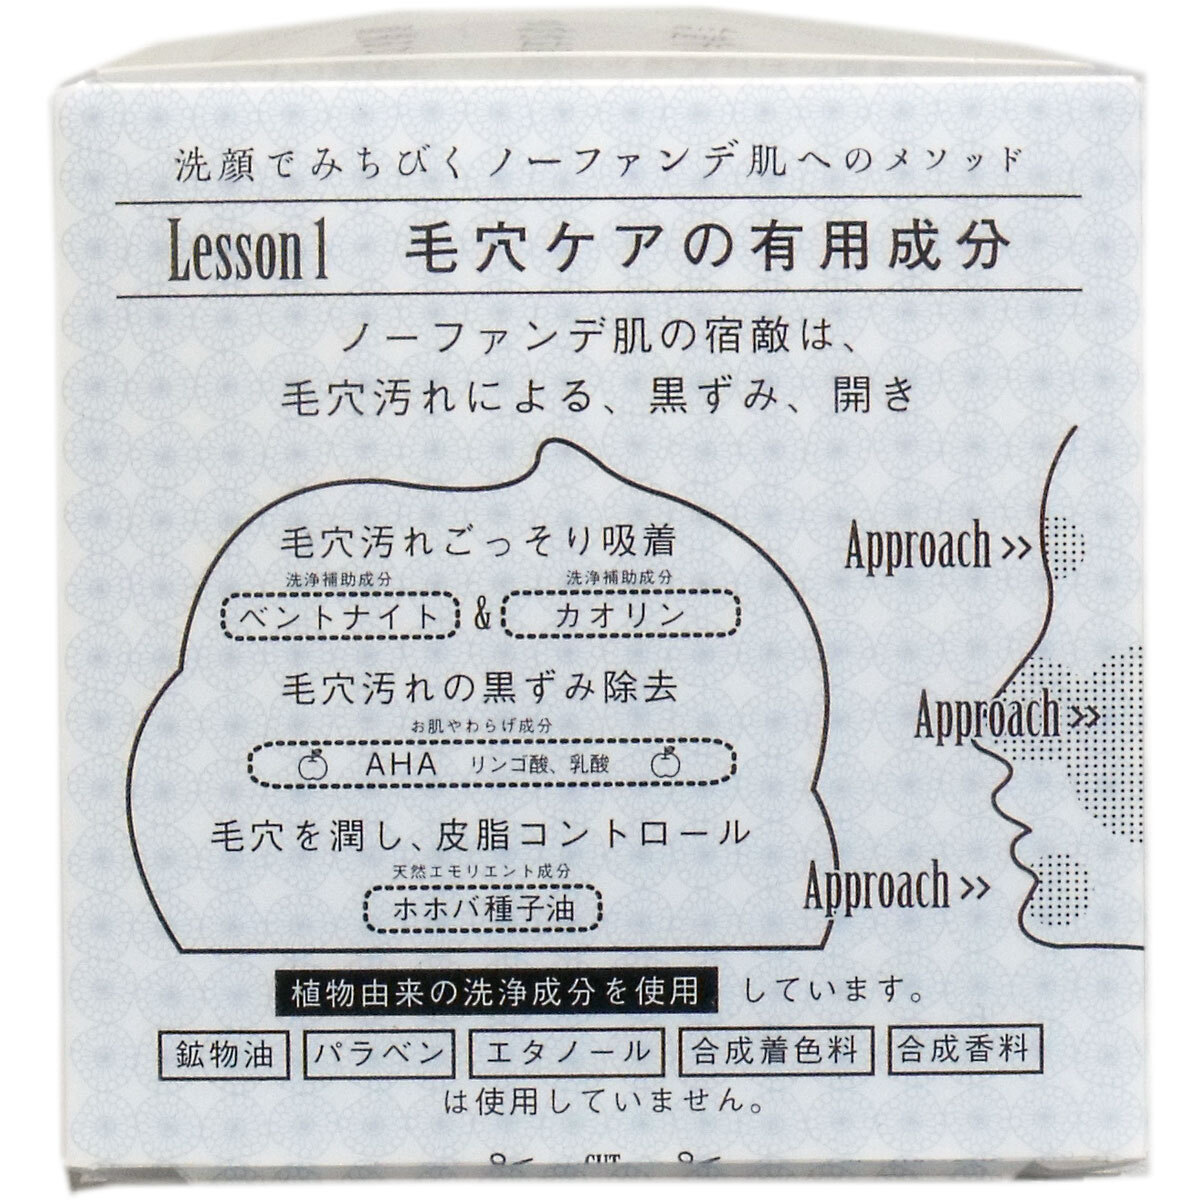 洗顔でみちびくノーファンデ肌へのメソッド
Lesson1 毛穴ケアの有用成分
ノーファンデ肌の宿敵は、
毛穴汚れによる、黒ずみ、開き
毛穴汚れごっそり吸着
洗浄補助成分 洗浄補助成分
ベントナイト & カオリン
毛穴汚れの黒ずみ除去
お肌やわらげ成分
AHA リンゴ酸、乳酸
毛穴を潤し、皮脂コントロール
天然エモリエント成分
ホホバ種子油
Approach >>
Approach >>
Approach >>
植物由来の洗浄成分を使用 しています。
鉱物油 パラベン エタノール 合成着色料 合成香料
は使用していません。
CUT